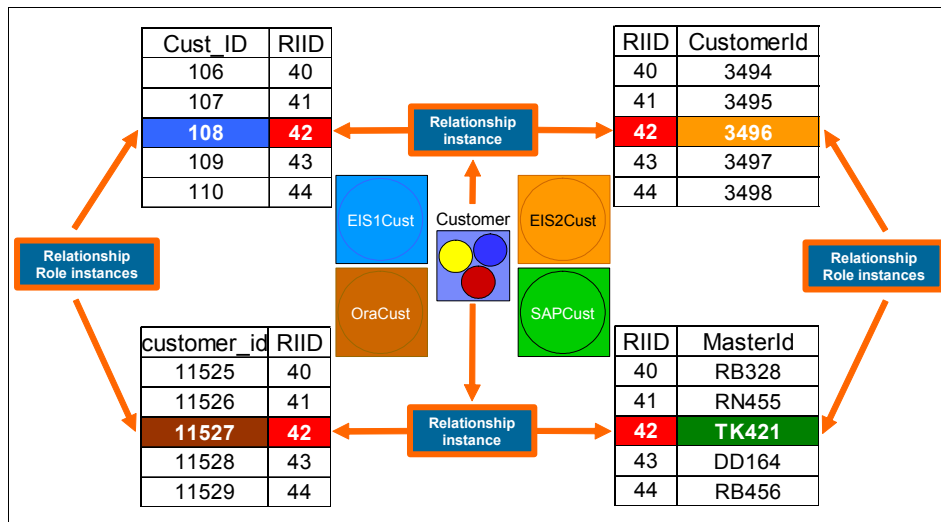 Cust_ID RIID
106 40
107 41
108 42
109 43
110 44
RIID CustomerId
40 3494
41 3495
42 3496
43 3497
44 3498
Relationship
instance
EIS1Cust
Customer
EIS2Cust
Relationship
Role instances
Relationship
Role instances
OraCust
SAPCust
customer_id RIID
11525 40
11526 41
11527 42
11528 43
11529 44
Relationship
instance
RIID MasterId
40 RB328
41 RN455
42 TK421
43 DD164
44 RB456